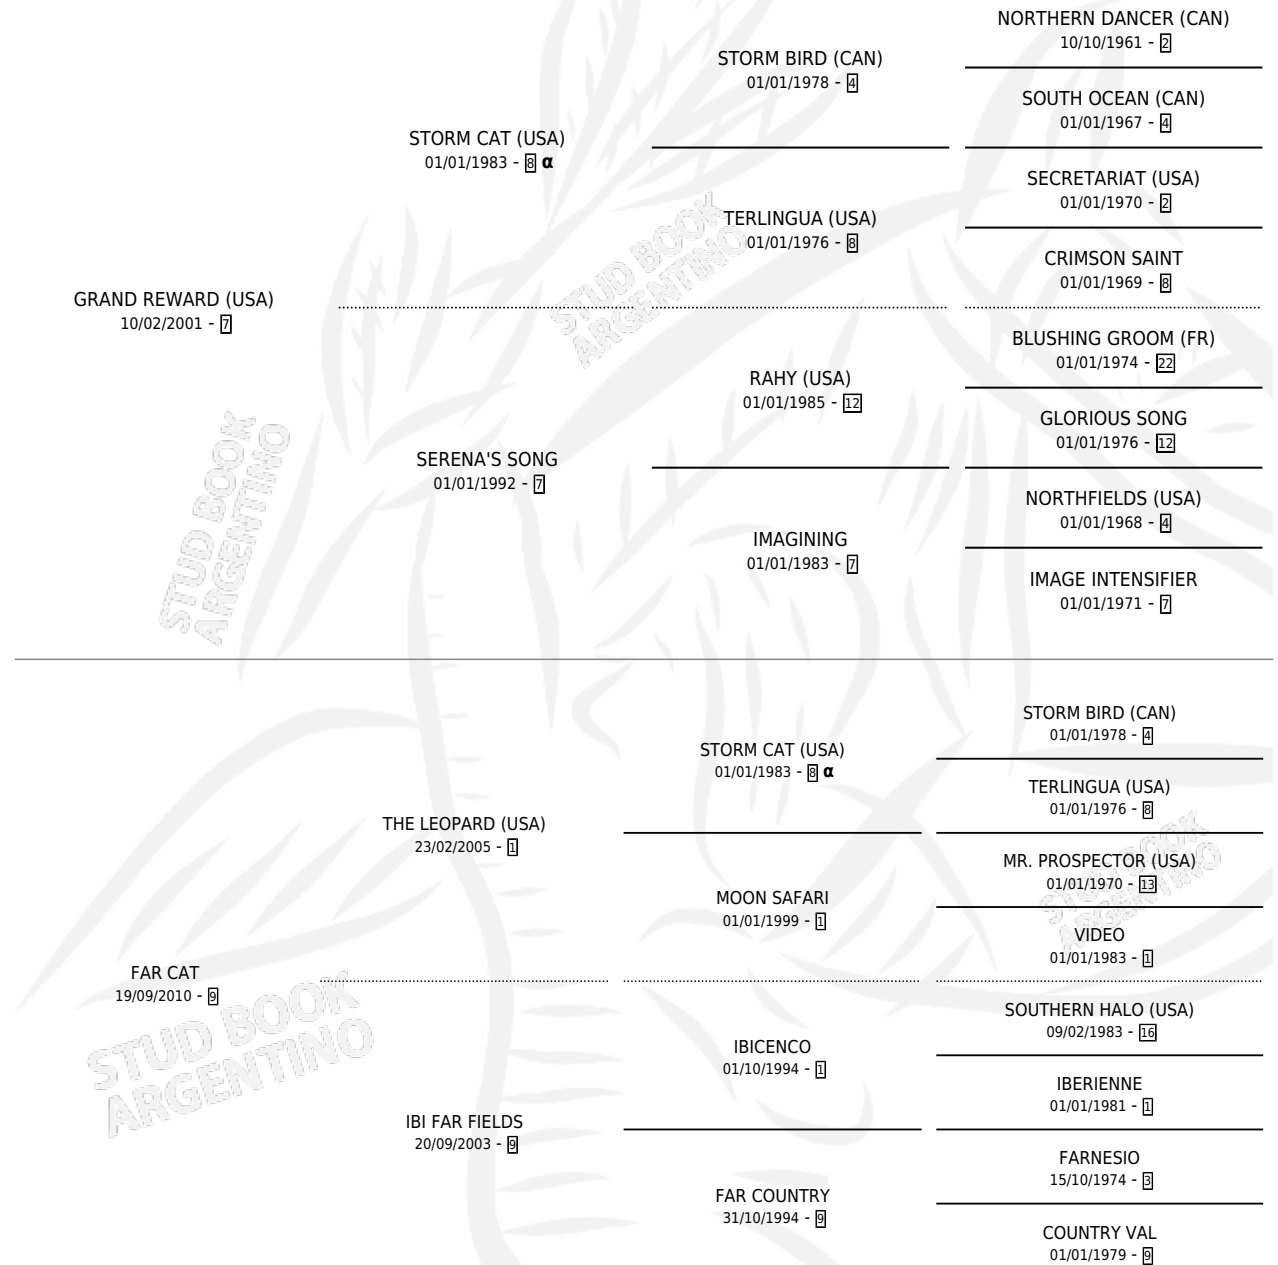 NORTHERN DANCER (CAN)
10/10/1961 - 2
STORM BIRD (CAN)
01/01/1978 - 4
SOUTH OCEAN (CAN)
01/01/1967 - 4
STORM CAT (USA)
01/01/1983 - 8 α
SECRETARIAT (USA)
01/01/1970 - 2
TERLINGUA (USA)
01/01/1976 - 8
CRIMSON SAINT
01/01/1969 - 8
GRAND REWARD (USA)
10/02/2001 - 7
BLUSHING GROOM (FR)
01/01/1974 - 22
RAHY (USA)
01/01/1985 - 12
GLORIOUS SONG
01/01/1976 - 12
SERENA'S SONG
01/01/1992 - 7
NORTHFIELDS (USA)
01/01/1968 - 4
IMAGINING
01/01/1983 - 7
IMAGE INTENSIFIER
01/01/1971 - 7
STUD BOOK
ARGENTINO
STUD BOOK
ARGENTINO
STORM BIRD (CAN)
01/01/1978 - 4
STORM CAT (USA)
01/01/1983 - 8 α
TERLINGUA (USA)
01/01/1976 - 8
THE LEOPARD (USA)
23/02/2005 - 1
MR. PROSPECTOR (USA)
01/01/1970 - 13
MOON SAFARI
01/01/1999 - 1
VIDEO
01/01/1983 - 1
FAR CAT
19/09/2010 - 9
SOUTHERN HALO (USA)
09/02/1983 - 16
IBICENCO
01/10/1994 - 1
IBERIENNE
01/01/1981 - 1
IBI FAR FIELDS
20/09/2003 - 9
FARNESIO
15/10/1974 - 3
FAR COUNTRY
31/10/1994 - 9
COUNTRY VAL
01/01/1979 - 9
STUD BOOK
ARGENTINO
STUD BOOK
ARGENTINO